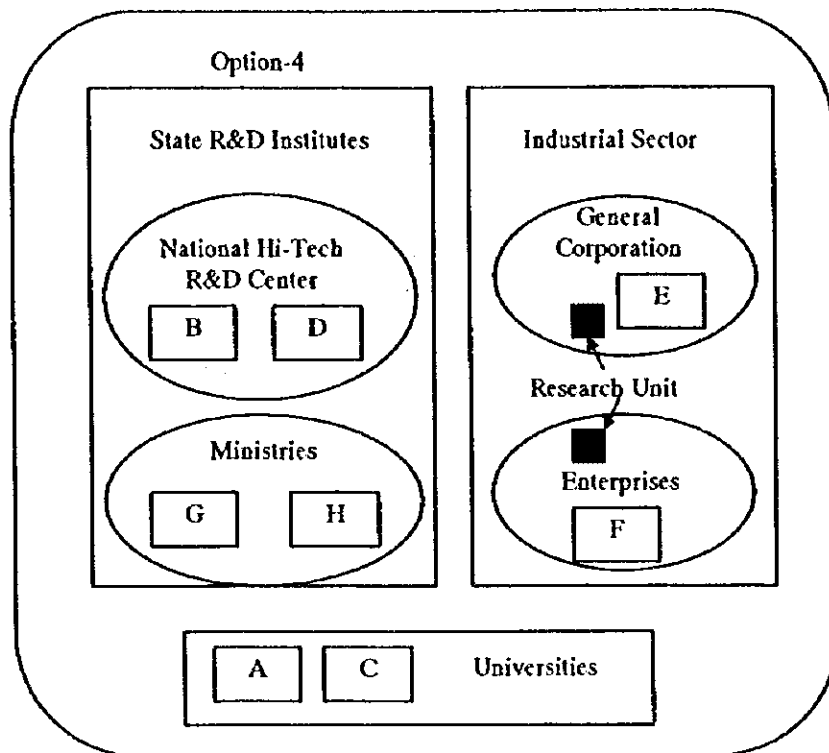 Option-4
State R&D Institutes
National Hi-Tech
R&D Center
B
D
Ministries
G
H
Industrial Sector
General
Corporation
E
Research Unit
Enterprises
F
A
C
Universities